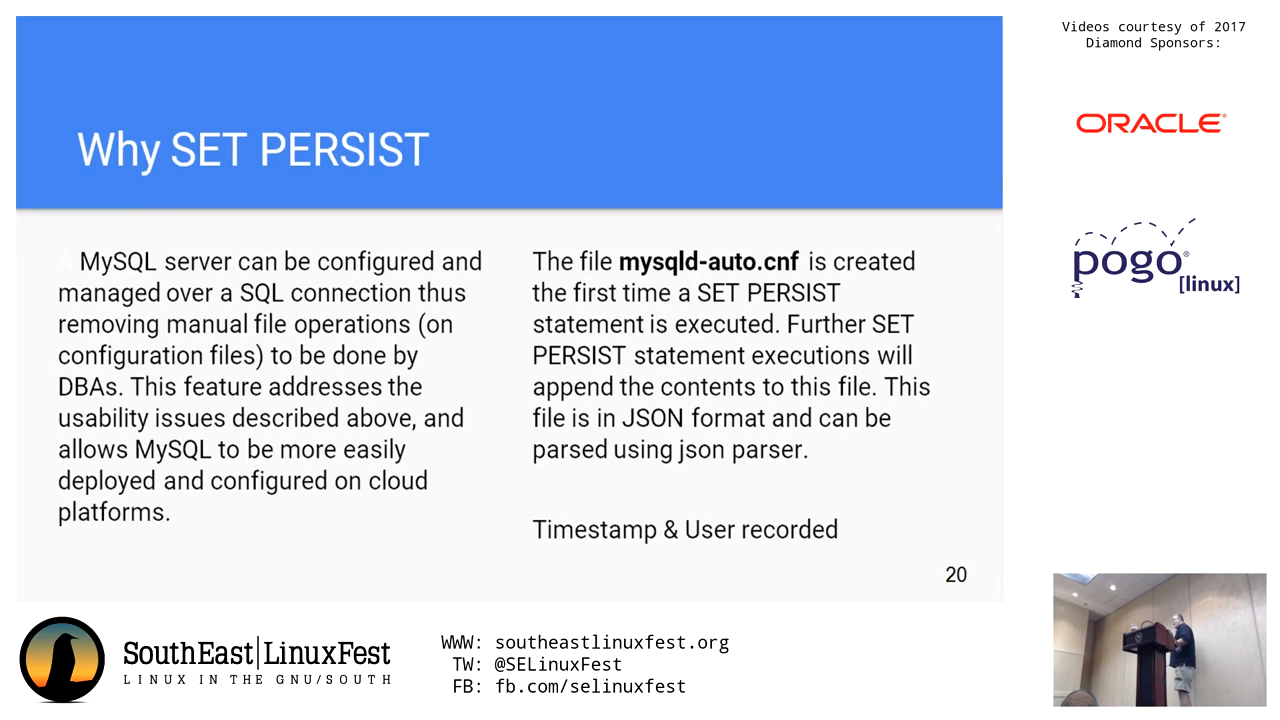 Videos courtesy of 2017
Diamond Sponsors:
ORACLE®
pogo®
[linux]
Why SET PERSIST
MySQL server can be configured and
managed over a SQL connection thus
removing manual file operations (on
configuration files) to be done by
DBAs. This feature addresses the
usability issues described above, and
allows MySQL to be more easily
deployed and configured on cloud
platforms.
The file mysqld-auto.cnf is created
the first time a SET PERSIST
statement is executed. Further SET
PERSIST statement executions will
append the contents to this file. This
file is in JSON format and can be
parsed using json parser.
Timestamp & User recorded
20
SouthEast|LinuxFest
LINUX IN THE GNU/SOUTH
WWW: southeastlinuxfest.org
TW: @SELinuxFest
FB: fb.com/selinuxfest